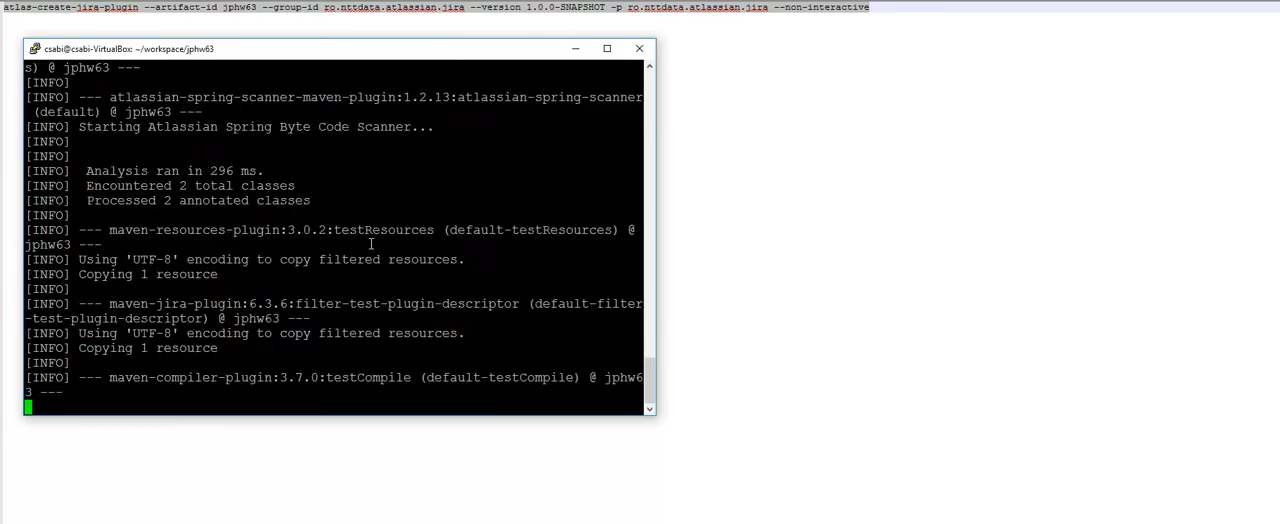 atlas-create-jira-plugin --artifact-id jphw63 --group-id ro.nttdata.atlassian.jira --version 1.0.0-SNAPSHOT -p ro.nttdata.atlassian.jira --non-interactive
csabi@csabi-VirtualBox: ~/workspace/jphw63
s) @ jphw63 ---
[INFO]
[INFO] --- atlassian-spring-scanner-maven-plugin:1.2.13:atlassian-spring-scanner
(default) @ jphw63 ---
[INFO] Starting Atlassian Spring Byte Code Scanner...
[INFO]
[INFO]
[INFO]  Analysis ran in 296 ms.
[INFO]  Encountered 2 total classes
[INFO]  Processed 2 annotated classes
[INFO]
[INFO] --- maven-resources-plugin:3.0.2:testResources (default-testResources) @
jphw63 ---
[INFO] Using 'UTF-8' encoding to copy filtered resources.
[INFO] Copying 1 resource
[INFO]
[INFO] --- maven-jira-plugin:6.3.6:filter-test-plugin-descriptor (default-filter
-test-plugin-descriptor) @ jphw63 ---
[INFO] Using 'UTF-8' encoding to copy filtered resources.
[INFO] Copying 1 resource
[INFO]
[INFO] --- maven-compiler-plugin:3.7.0:testCompile (default-testCompile) @ jphw6
3 ---